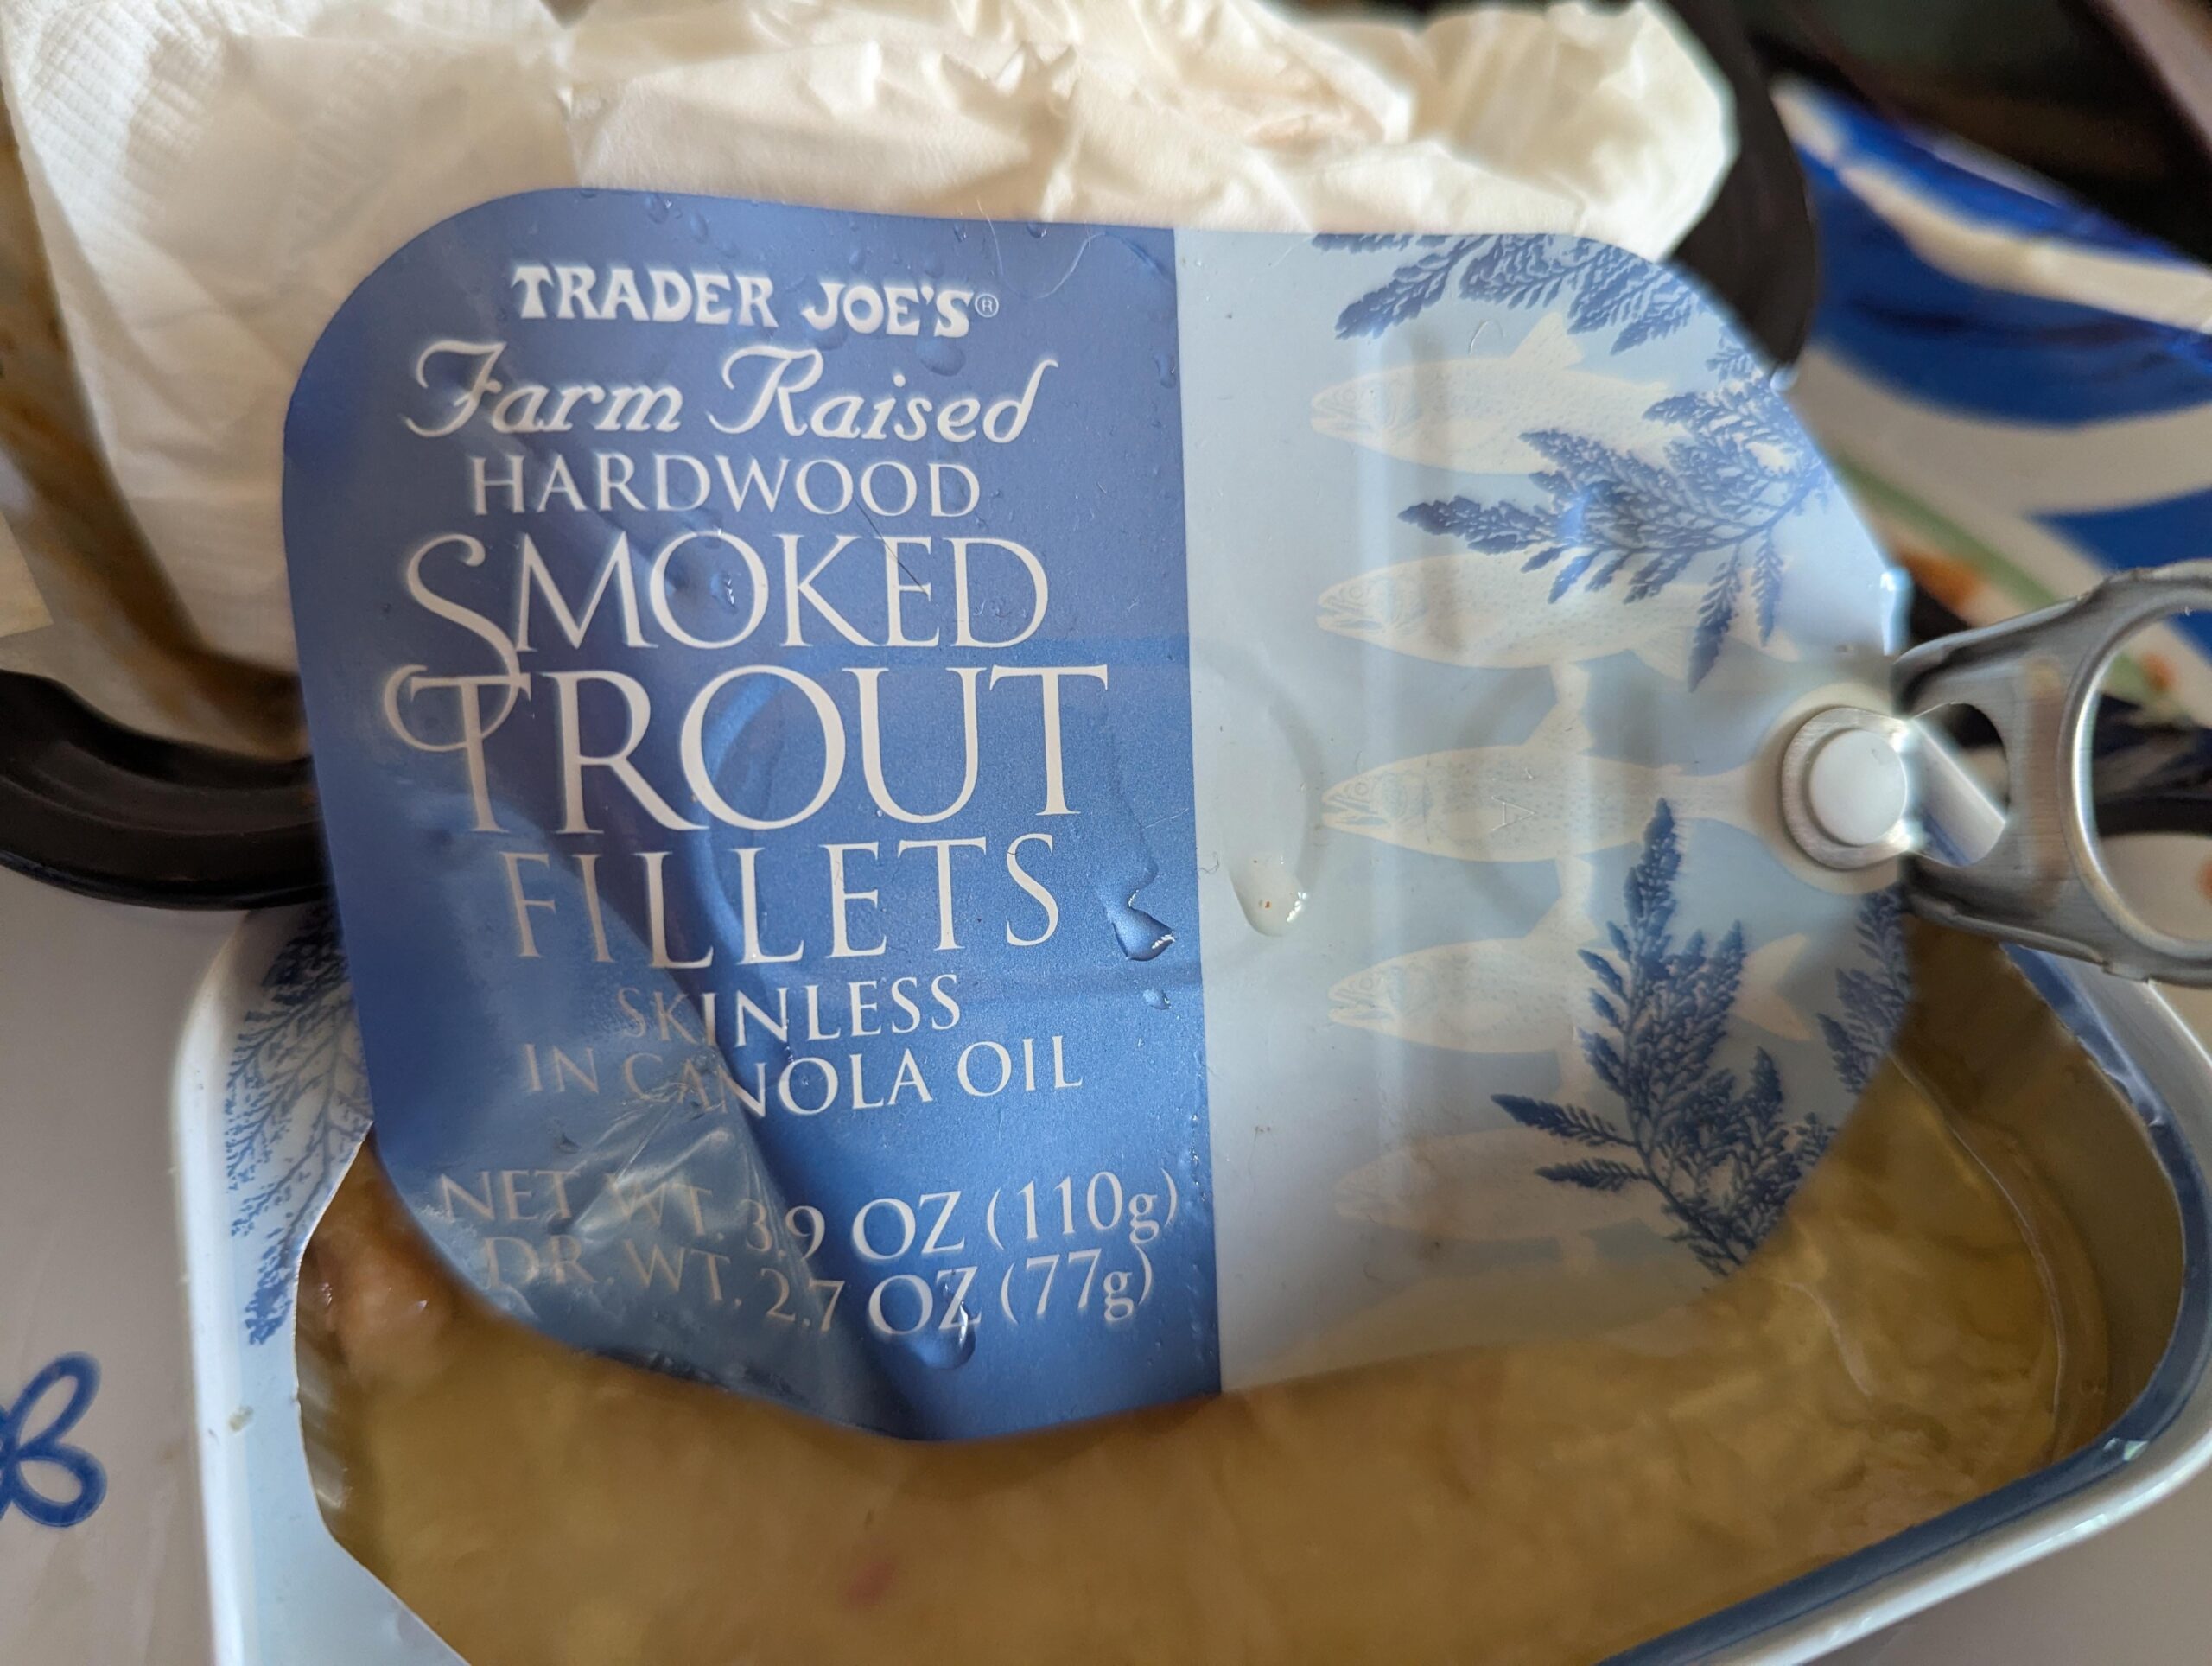 TRADER JOE'S®
Farm Raised
HARDWOOD
SMOKED
TROUT
FILLETS
SKINLESS
IN CANOLA OIL
NET WT. 3.9 OZ (110g)
DR. WT. 2.7 OZ (77g)
A